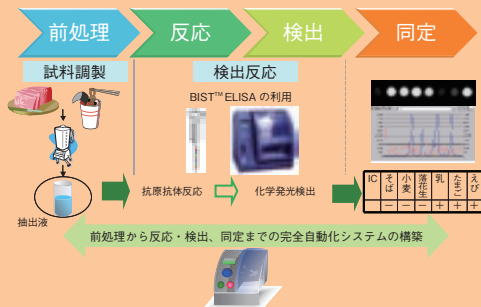 前処理
反応
検出
同定
試料調製
検出反応
BIST™ELISA の利用
抽出液
抗原抗体反応
化学発光検出
IC そば 小麦 落花生 乳 たまご えび
－ － － ＋ ＋ ＋
前処理から反応・検出、同定までの完全自動化システムの構築